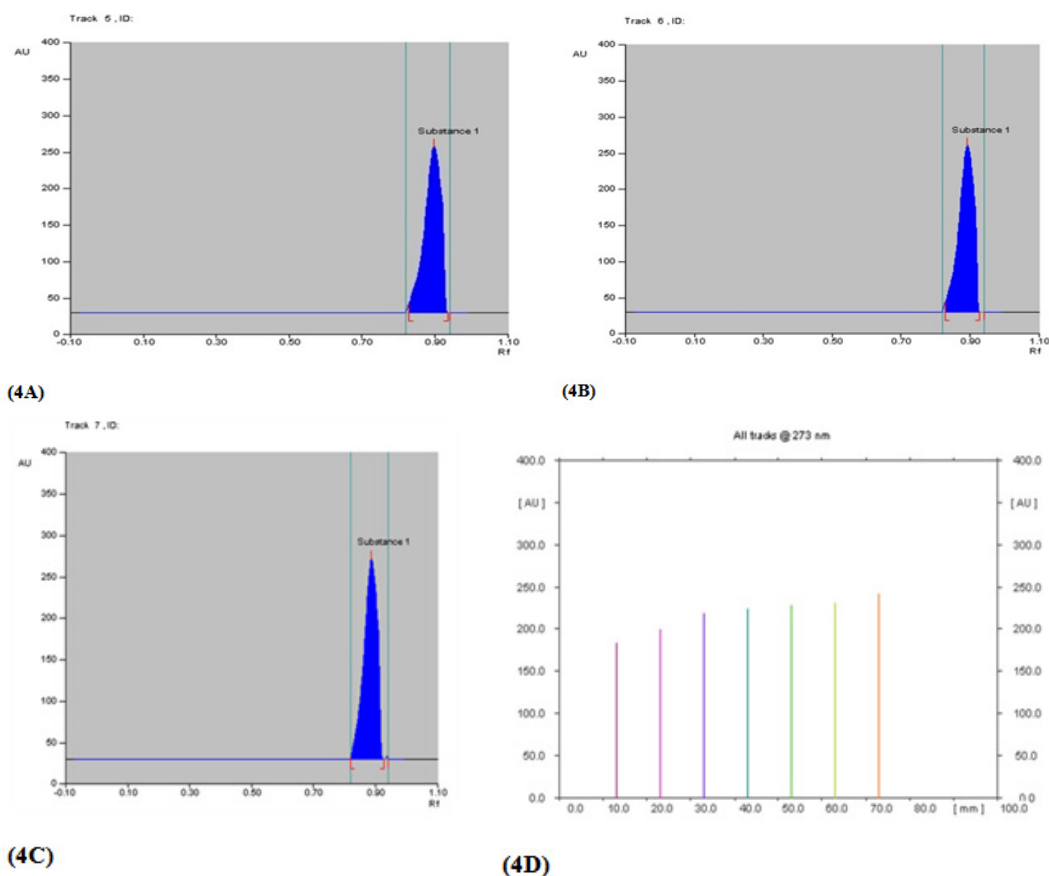 Track 5 , ID:
AU
400
350
300
250
200
150
100
50
0
Substance 1
-0.10 0.10 0.30 0.50 0.70 0.90 1.10
Rf
(4A)
Track 6 , ID:
AU
400
350
300
250
200
150
100
50
0
Substance 1
-0.10 0.10 0.30 0.50 0.70 0.90 1.10
Rf
(4B)
Track 7 , ID:
AU
400
350
300
250
200
150
100
50
0
Substance 1
-0.10 0.10 0.30 0.50 0.70 0.90 1.10
Rf
(4C)
All tracks @ 273 nm
400.0 400.0
[ AU ] [ AU ]
300.0 300.0
250.0 250.0
200.0 200.0
150.0 150.0
100.0 100.0
50.0 50.0
0.0 0.0
0.0 10.0 20.0 30.0 40.0 50.0 60.0 70.0 80.0 [ mm ] 100.0
(4D)